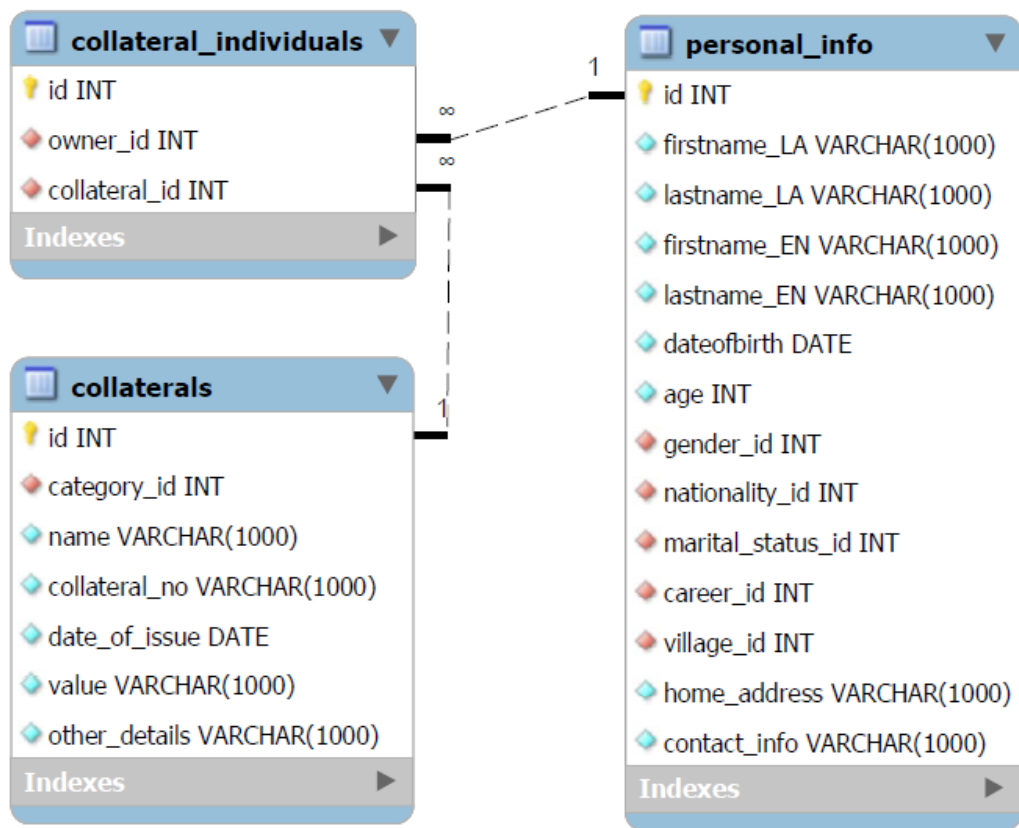 collateral_individuals
id INT
owner_id INT
collateral_id INT
Indexes
∞
∞
1
personal_info
id INT
firstname_LA VARCHAR(1000)
lastname_LA VARCHAR(1000)
firstname_EN VARCHAR(1000)
lastname_EN VARCHAR(1000)
dateofbirth DATE
age INT
gender_id INT
nationality_id INT
marital_status_id INT
career_id INT
village_id INT
home_address VARCHAR(1000)
contact_info VARCHAR(1000)
Indexes
collaterals
1
id INT
category_id INT
name VARCHAR(1000)
collateral_no VARCHAR(1000)
date_of_issue DATE
value VARCHAR(1000)
other_details VARCHAR(1000)
Indexes